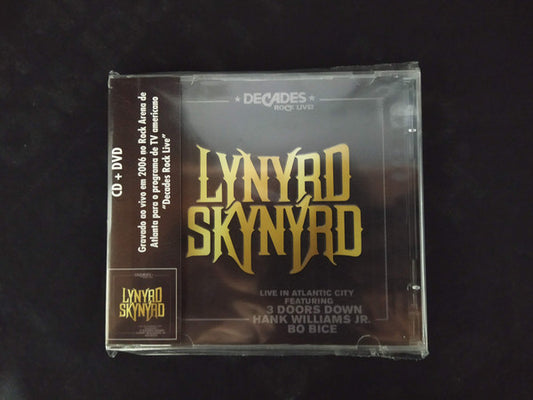 CD + DVD
Gravado ao vivo em 2006 no Rock Arena de
Atlanta para o programa de TV americano
"Decades Rock Live"
LYNYRD
SKYNYRD
DECADES
ROCK LIVE!
LYNYRD
SKYNYRD
LIVE IN ATLANTIC CITY
FEATURING
3 DOORS DOWN
HANK WILLIAMS JR.
BO BICE